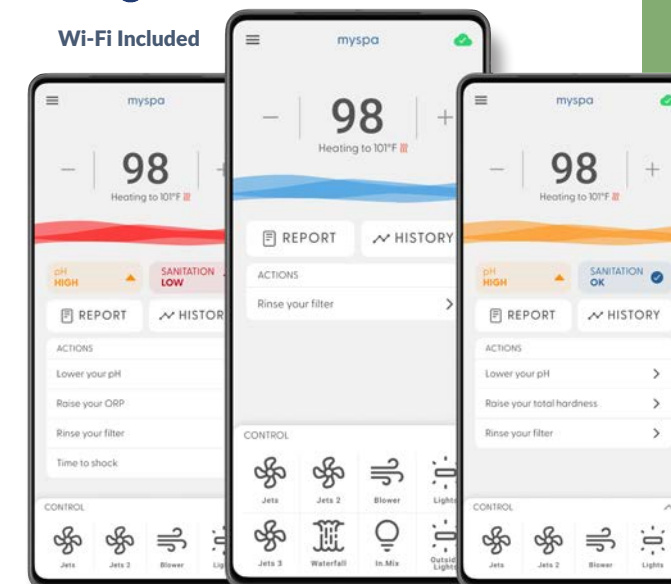 Wi-Fi Included
myspa
98
Heating to 101°F
REPORT
HISTORY
ACTIONS
Rinse your filter
CONTROL
Jets
Jets 2
Blower
Jets 3
Waterfall
In.Mix
myspa
98
Heating to 101°F
pH
HIGH
SANITATION
LOW
REPORT
ACTIONS
Lower your pH
Raise your ORP
Rinse your filter
Time to shock
CONTROL
Jets
Jets 2
Blower
myspa
98
Heating to 101°F
pH
HIGH
SANITATION
OK
REPORT
HISTORY
ACTIONS
Lower your pH
Raise your total hardness
Rinse your filter
CONTROL
Jets
Jets 2
Blower
Lights